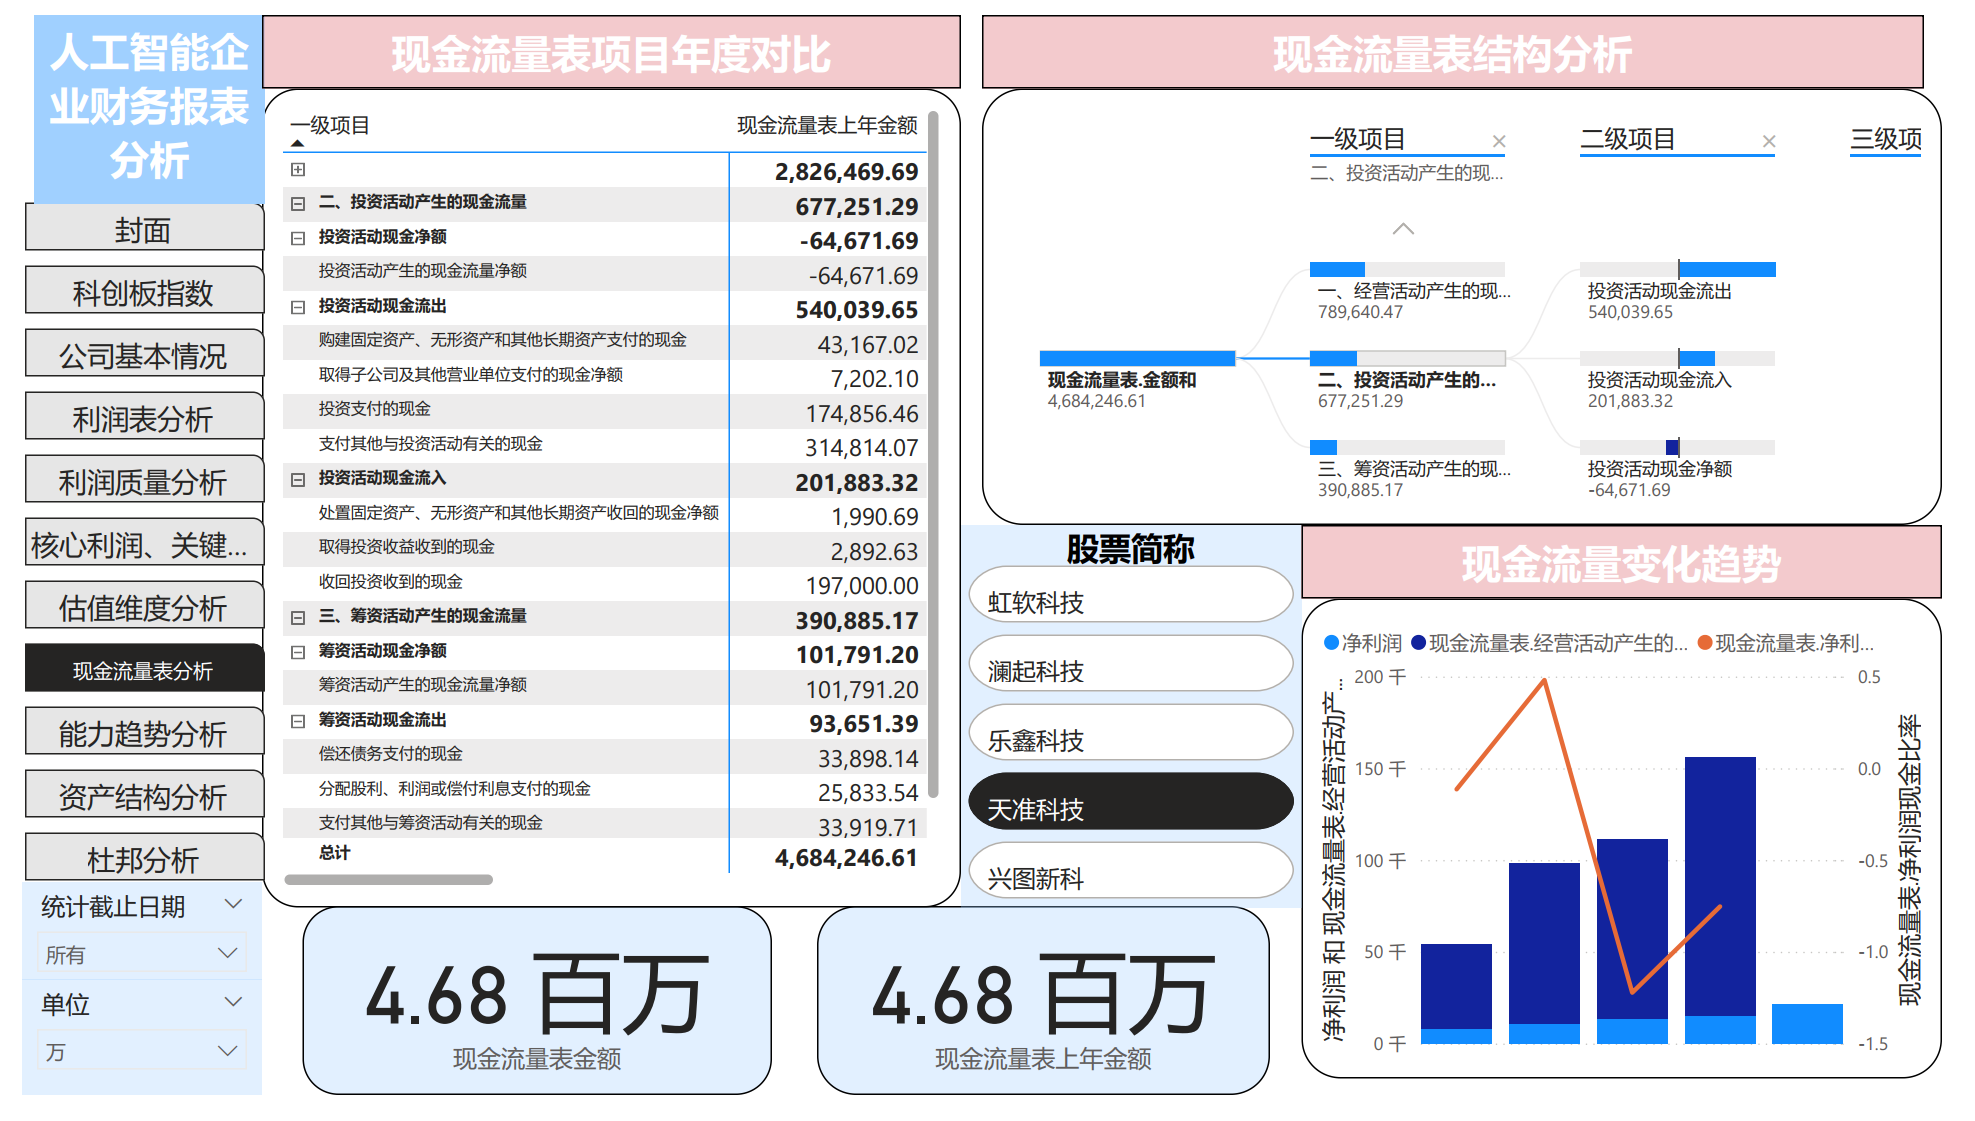 人工智能企
业财务报表
分析
封面
科创板指数
公司基本情况
利润表分析
利润质量分析
核心利润、关键...
估值维度分析
现金流量表分析
能力趋势分析
资产结构分析
杜邦分析
统计截止日期
所有
单位
万
现金流量表项目年度对比
一级项目 现金流量表上年金额
2,826,469.69
二、投资活动产生的现金流量 677,251.29
投资活动现金净额 -64,671.69
投资活动产生的现金流量净额 -64,671.69
投资活动现金流出 540,039.65
购建固定资产、无形资产和其他长期资产支付的现金 43,167.02
取得子公司及其他营业单位支付的现金净额 7,202.10
投资支付的现金 174,856.46
支付其他与投资活动有关的现金 314,814.07
投资活动现金流入 201,883.32
处置固定资产、无形资产和其他长期资产收回的现金净额 1,990.69
取得投资收益收到的现金 2,892.63
收回投资收到的现金 197,000.00
三、筹资活动产生的现金流量 390,885.17
筹资活动现金净额 101,791.20
筹资活动产生的现金流量净额 101,791.20
筹资活动现金流出 93,651.39
偿还债务支付的现金 33,898.14
分配股利、利润或偿付利息支付的现金 25,833.54
支付其他与筹资活动有关的现金 33,919.71
总计 4,684,246.61
4.68 百万
现金流量表金额
4.68 百万
现金流量表上年金额
现金流量表结构分析
一级项目 × 二级项目 × 三级项
二、投资活动产生的现...
现金流量表.金额和
4,684,246.61
一、经营活动产生的现...
789,640.47
二、投资活动产生的...
677,251.29
三、筹资活动产生的现...
390,885.17
投资活动现金流出
540,039.65
投资活动现金流入
201,883.32
投资活动现金净额
-64,671.69
股票简称
虹软科技
澜起科技
乐鑫科技
天准科技
兴图新科
现金流量变化趋势
净利润 现金流量表.经营活动产生的... 现金流量表.净利...
净利润 和 现金流量表.经营活动产...
200 千
150 千
100 千
50 千
0 千
0.5
0.0
-0.5
-1.0
-1.5
现金流量表.净利润现金比率